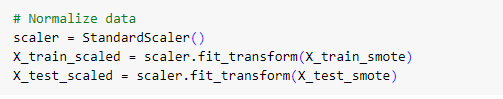 # Normalize data
scaler = StandardScaler()
X_train_scaled = scaler.fit_transform(X_train_smote)
X_test_scaled = scaler.fit_transform(X_test_smote)